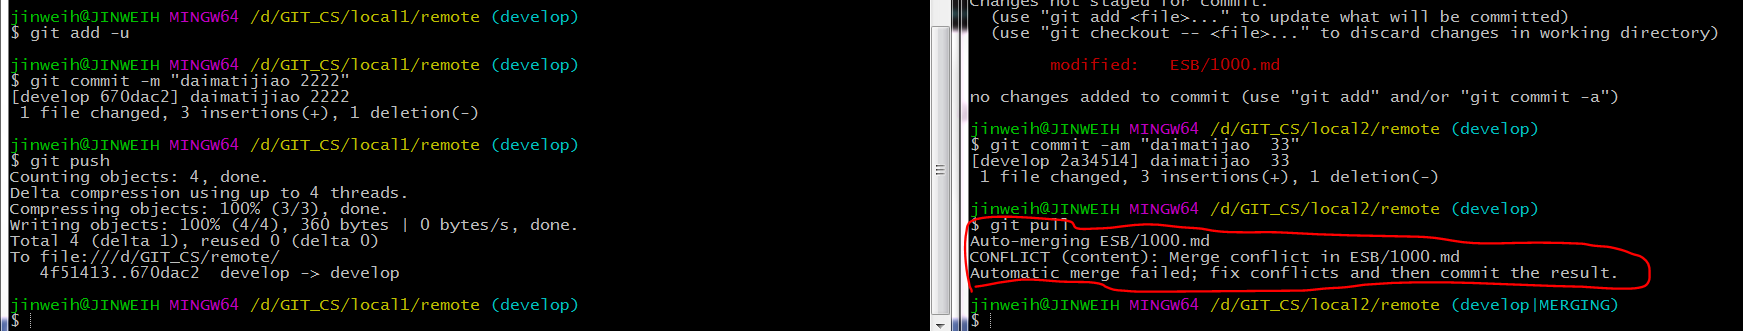 jinweih@JINWEIH MINGW64 /d/GIT_CS/local1/remote (develop)
$ git add -u
jinweih@JINWEIH MINGW64 /d/GIT_CS/local1/remote (develop)
$ git commit -m "daimatijiao 2222"
[develop 670dac2] daimatijiao 2222
 1 file changed, 3 insertions(+), 1 deletion(-)
jinweih@JINWEIH MINGW64 /d/GIT_CS/local1/remote (develop)
$ git push
Counting objects: 4, done.
Delta compression using up to 4 threads.
Compressing objects: 100% (3/3), done.
Writing objects: 100% (4/4), 360 bytes | 0 bytes/s, done.
Total 4 (delta 1), reused 0 (delta 0)
To file:///d/GIT_CS/remote/
   4f51413..670dac2  develop -> develop
jinweih@JINWEIH MINGW64 /d/GIT_CS/local1/remote (develop)
$
Changes not staged for commit:
  (use "git add <file>..." to update what will be committed)
  (use "git checkout -- <file>..." to discard changes in working directory)
        modified:   ESB/1000.md
no changes added to commit (use "git add" and/or "git commit -a")
jinweih@JINWEIH MINGW64 /d/GIT_CS/local2/remote (develop)
$ git commit -am "daimatijao  33"
[develop 2a34514] daimatijao  33
 1 file changed, 3 insertions(+), 1 deletion(-)
jinweih@JINWEIH MINGW64 /d/GIT_CS/local2/remote (develop)
$ git pull
Auto-merging ESB/1000.md
CONFLICT (content): Merge conflict in ESB/1000.md
Automatic merge failed; fix conflicts and then commit the result.
jinweih@JINWEIH MINGW64 /d/GIT_CS/local2/remote (develop|MERGING)
$